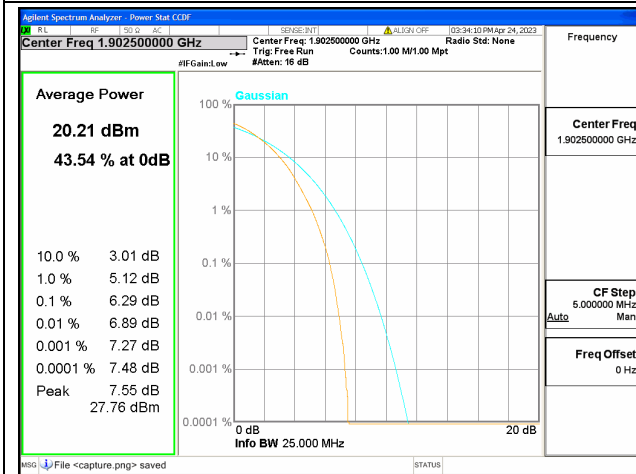 Agilent Spectrum Analyzer - Power Stat CCDF
RL RF 50 Ω AC SENSE:INT ALIGN OFF 03:34:10 PM Apr 24, 2023
Center Freq 1.902500000 GHz
Center Freq: 1.902500000 GHz Radio Std: None
Trig: Free Run Counts:1.00 M/1.00 Mpt
#IFGain:Low #Atten: 16 dB
Frequency
Average Power
20.21 dBm
43.54 % at 0dB
10.0 % 3.01 dB
1.0 % 5.12 dB
0.1 % 6.29 dB
0.01 % 6.89 dB
0.001 % 7.27 dB
0.0001 % 7.48 dB
Peak 7.55 dB
27.76 dBm
Gaussian
100 %
10 %
1 %
0.1 %
0.01 %
0.001 %
0.0001 %
0 dB 20 dB
Info BW 25.000 MHz
Center Freq
1.902500000 GHz
CF Step
5.000000 MHz
Auto Man
Freq Offset
0 Hz
MSG File <capture.png> saved STATUS